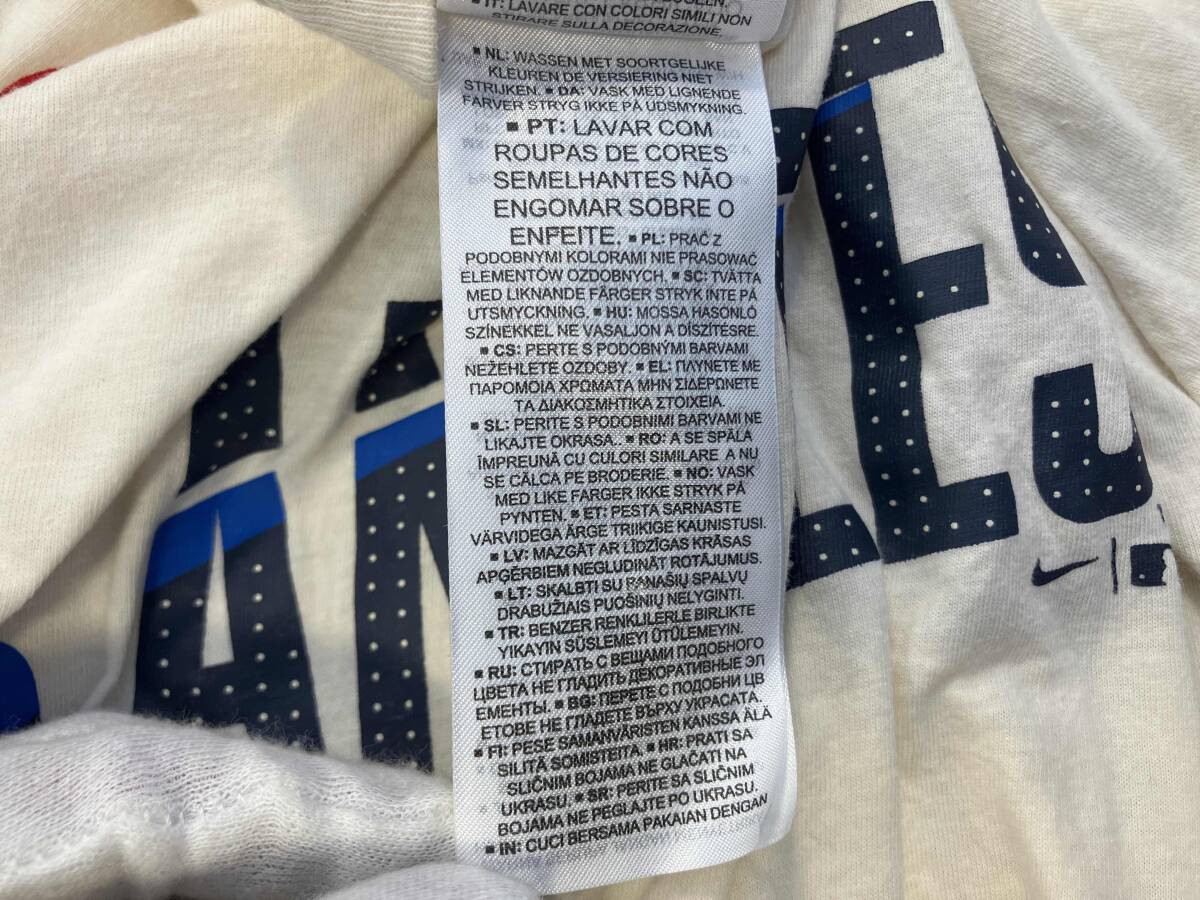 ■ IT: LAVARE CON COLORI SIMILI NON
STIRARE SULLA DECORAZIONE.
■ NL: WASSEN MET SOORTGELIJKE
KLEUREN DE VERSIERING NIET
STRIJKEN. ■ DA: VASK MED LIGNENDE
FARVER STRYG IKKE PÅ UDSMYKNING.
■ PT: LAVAR COM
ROUPAS DE CORES
SEMELHANTES NÃO
ENGOMAR SOBRE O
ENFEITE. ■ PL: PRAĆ Z
PODOBNYMI KOLORAMI NIE PRASOWAĆ
ELEMENTÓW OZDOBNYCH. ■ SC: TVÄTTA
MED LIKNANDE FÄRGER STRYK INTE PÅ
UTSMYCKNING. ■ HU: MOSSA HASONLÓ
SZÍNEKKEL NE VASALJON A DÍSZÍTÉSRE.
■ CS: PERTE S PODOBNÝMI BARVAMI
NEŽEHLETE OZDOBY. ■ EL: ΠΛΥΝΕΤΕ ΜΕ
ΠΑΡΟΜΟΙΑ ΧΡΩΜΑΤΑ ΜΗΝ ΣΙΔΕΡΩΝΕΤΕ
ΤΑ ΔΙΑΚΟΣΜΗΤΙΚΑ ΣΤΟΙΧΕΙΑ.
■ SL: PERITE S PODOBNIMI BARVAMI NE
LIKAJTE OKRASA. ■ RO: A SE SPĂLA
ÎMPREUNĂ CU CULORI SIMILARE A NU
SE CĂLCA PE BRODERIE. ■ NO: VASK
MED LIKE FARGER IKKE STRYK PÅ
PYNTEN. ■ ET: PESTA SARNASTE
VÄRVIDEGA ÄRGE TRIIKIGE KAUNISTUSI.
■ LV: MAZGĀT AR LĪDZĪGAS KRĀSAS
APĢĒRBIEM NEGLUDINĀT ROTĀJUMUS.
■ LT: SKALBTI SU PANAŠIŲ SPALVŲ
DRABUŽIAIS PUOŠINIŲ NELYGINTI.
■ TR: BENZER RENKLILERLE BIRLIKTE
YIKAYIN SÜSLEMEYİ ÜTÜLEMEYİN.
■ RU: СТИРАТЬ С ВЕЩАМИ ПОДОБНОГО
ЦВЕТА НЕ ГЛАДИТЬ ДЕКОРАТИВНЫЕ ЭЛ
ЕМЕНТЫ. ■ BG: ПЕРЕТЕ С ПОДОБНИ ЦВ
ЕТОВЕ НЕ ГЛАДЕТЕ ВЪРХУ УКРАСАТА.
■ FI: PESE SAMANVÄRISTEN KANSSA ÄLÄ
SILITÄ SOMISTEITA. ■ HR: PRATI SA
SLIČNIM BOJAMA NE GLAČATI NA
UKRASU. ■ SR: PERITE SA SLIČNIM
BOJAMA NE PEGLAJTE PO UKRASU.
■ IN: CUCI BERSAMA PAKAIAN DENGAN